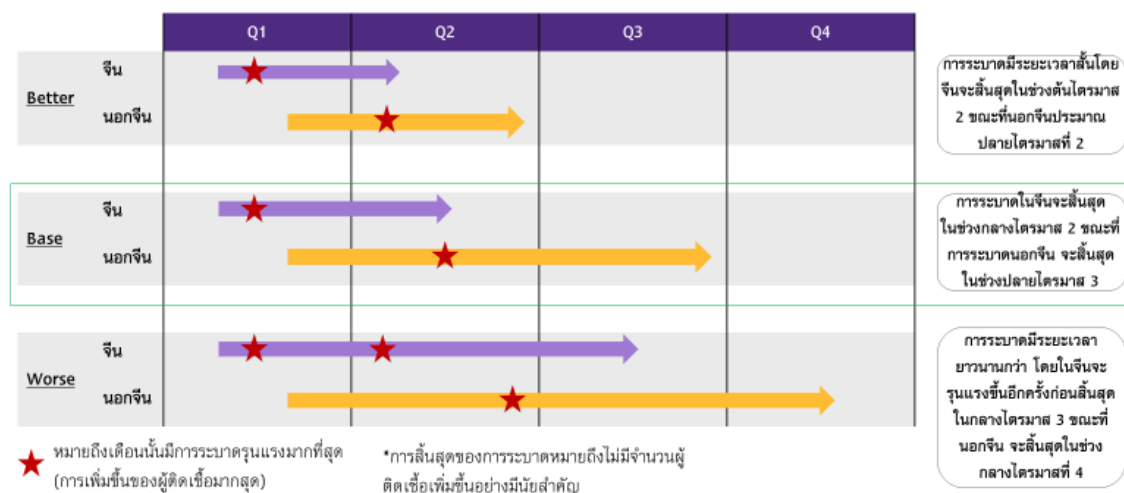 Q1 Q2 Q3 Q4
Better
จีน
นอกจีน
การระบาดมีระยะเวลาสั้นโดย
จีนจะสิ้นสุดในช่วงต้นไตรมาส
2 ขณะที่นอกจีนประมาณ
ปลายไตรมาสที่ 2
Base
จีน
นอกจีน
การระบาดในจีนจะสิ้นสุด
ในช่วงกลางไตรมาส 2 ขณะที่
การระบาดนอกจีน จะสิ้นสุด
ในช่วงปลายไตรมาส 3
Worse
จีน
นอกจีน
การระบาดมีระยะเวลา
ยาวนานกว่า โดยในจีนจะ
รุนแรงขึ้นอีกครั้งก่อนสิ้นสุด
ในกลางไตรมาส 3 ขณะที่
นอกจีน จะสิ้นสุดในช่วง
กลางไตรมาสที่ 4
หมายถึงเดือนนั้นมีการระบาดรุนแรงมากที่สุด
(การเพิ่มขึ้นของผู้ติดเชื้อมากสุด)
*การสิ้นสุดของการระบาดหมายถึงไม่มีจำนวนผู้
ติดเชื้อเพิ่มขึ้นอย่างมีนัยสำคัญ